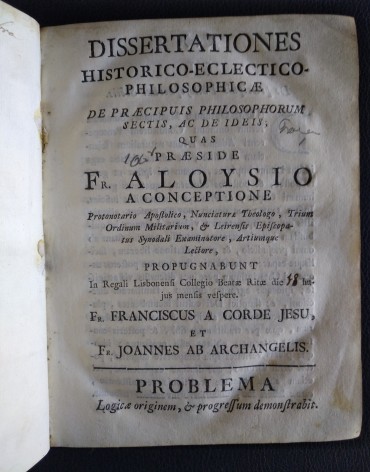 DISSERTATIONES
HISTORICO-ECLECTICO-
PHILOSOPHICÆ
DE PRÆCIPUIS PHILOSOPHORUM
SECTIS, AC DE IDEIS,
QUAS
PRÆSIDE
FR. ALOYSIO
A CONCEPTIONE
Protonotario Apostolico, Nunciaturæ Theologo, Trium
Ordinum Militarium, & Leirensis Episcopa-
tus Synodali Examinatore, Artiumque
Lectore,
PROPUGNABUNT
In Regali Lisbonensi Collegio Beatæ Ritæ die 48 hu-
jus mensis vespere.
FR. FRANCISCUS A CORDE JESU,
ET
FR. JOANNES AB ARCHANGELIS.
PROBLEMA
Logicæ originem, & progressum demonstrabit.